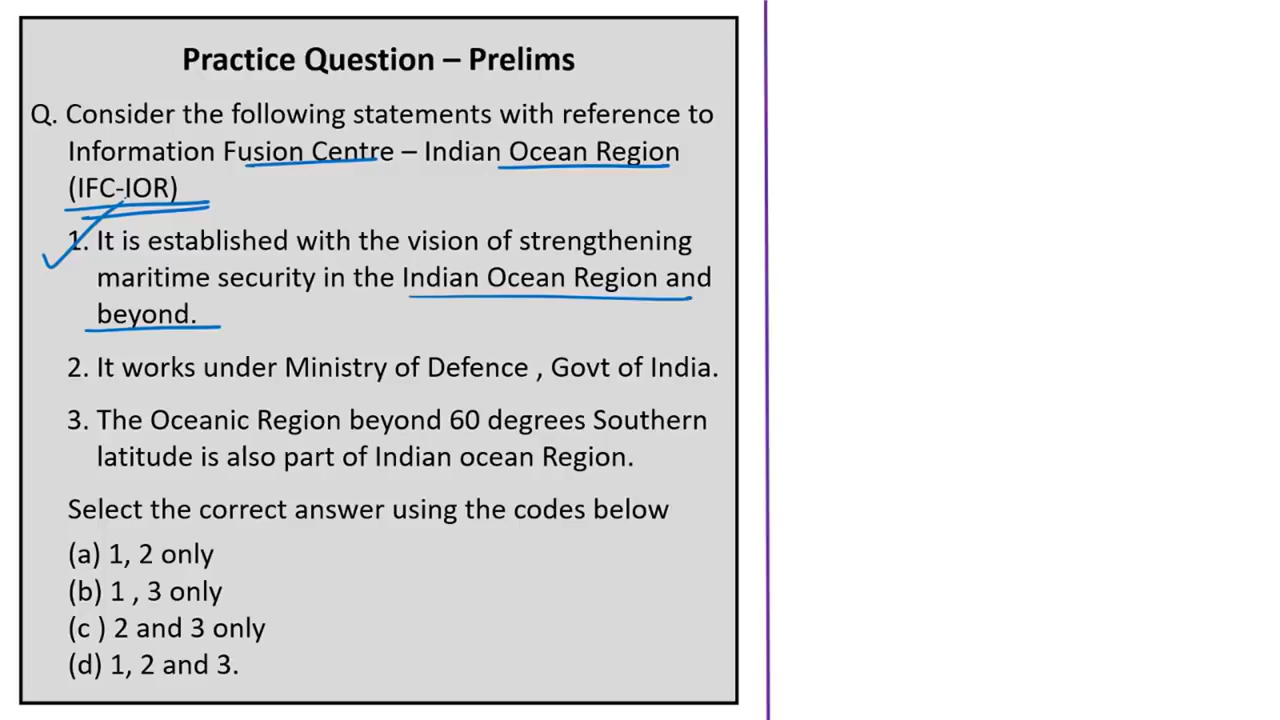 Practice Question – Prelims
Q. Consider the following statements with reference to
Information Fusion Centre – Indian Ocean Region
(IFC-IOR)
1. It is established with the vision of strengthening
maritime security in the Indian Ocean Region and
beyond.
2. It works under Ministry of Defence , Govt of India.
3. The Oceanic Region beyond 60 degrees Southern
latitude is also part of Indian ocean Region.
Select the correct answer using the codes below
(a) 1, 2 only
(b) 1 , 3 only
(c ) 2 and 3 only
(d) 1, 2 and 3.